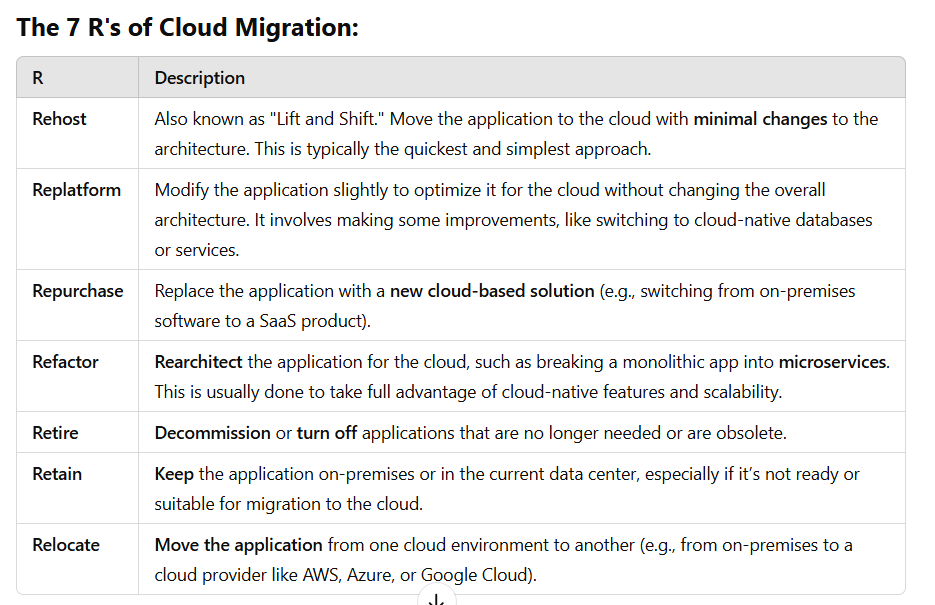 The 7 R's of Cloud Migration:
R Description
Rehost Also known as "Lift and Shift." Move the application to the cloud with minimal changes to the
architecture. This is typically the quickest and simplest approach.
Replatform Modify the application slightly to optimize it for the cloud without changing the overall
architecture. It involves making some improvements, like switching to cloud-native databases
or services.
Repurchase Replace the application with a new cloud-based solution (e.g., switching from on-premises
software to a SaaS product).
Refactor Rearchitect the application for the cloud, such as breaking a monolithic app into microservices.
This is usually done to take full advantage of cloud-native features and scalability.
Retire Decommission or turn off applications that are no longer needed or are obsolete.
Retain Keep the application on-premises or in the current data center, especially if it’s not ready or
suitable for migration to the cloud.
Relocate Move the application from one cloud environment to another (e.g., from on-premises to a
cloud provider like AWS, Azure, or Google Cloud).